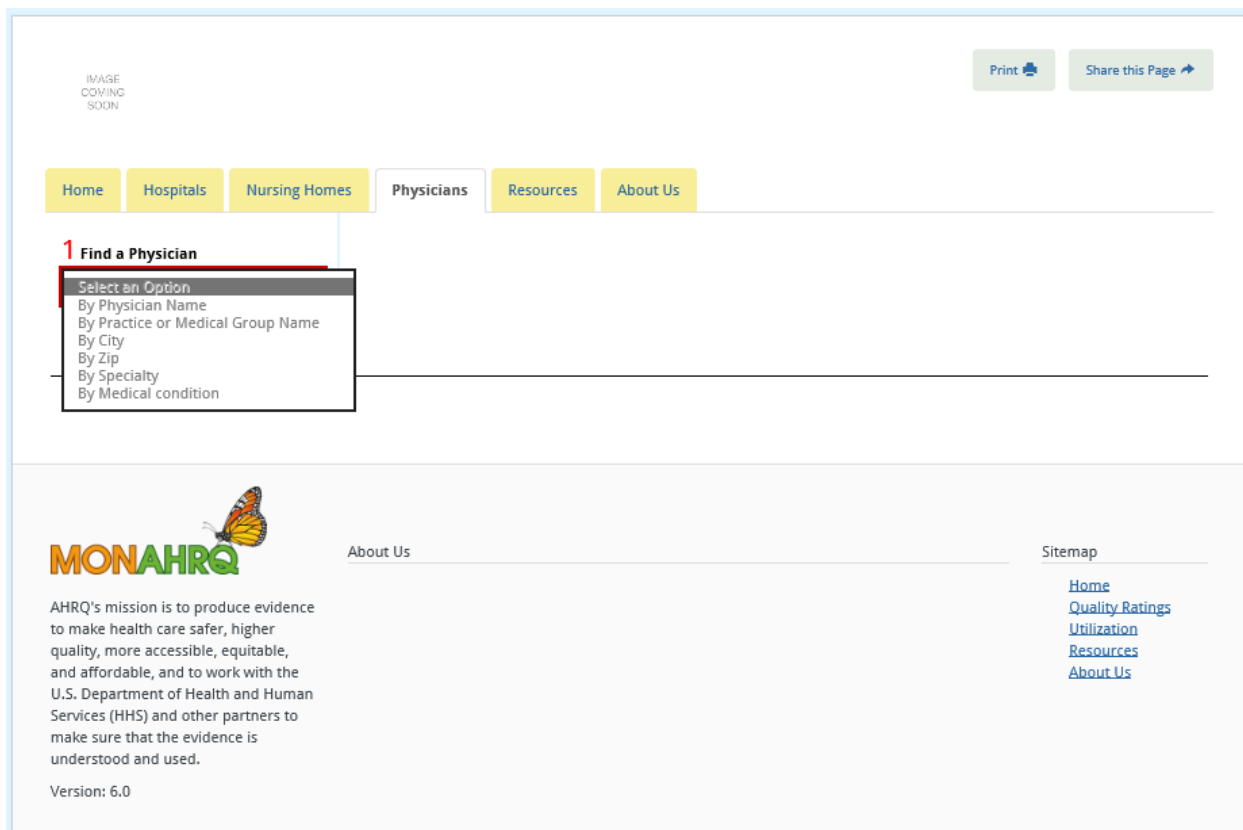 IMAGE
COMING
SOON
Print
Share this Page
Home
Hospitals
Nursing Homes
Physicians
Resources
About Us
1 Find a Physician
Select an Option
By Physician Name
By Practice or Medical Group Name
By City
By Zip
By Specialty
By Medical condition
MONAHRQ
AHRQ's mission is to produce evidence
to make health care safer, higher
quality, more accessible, equitable,
and affordable, and to work with the
U.S. Department of Health and Human
Services (HHS) and other partners to
make sure that the evidence is
understood and used.
Version: 6.0
About Us
Sitemap
Home
Quality Ratings
Utilization
Resources
About Us